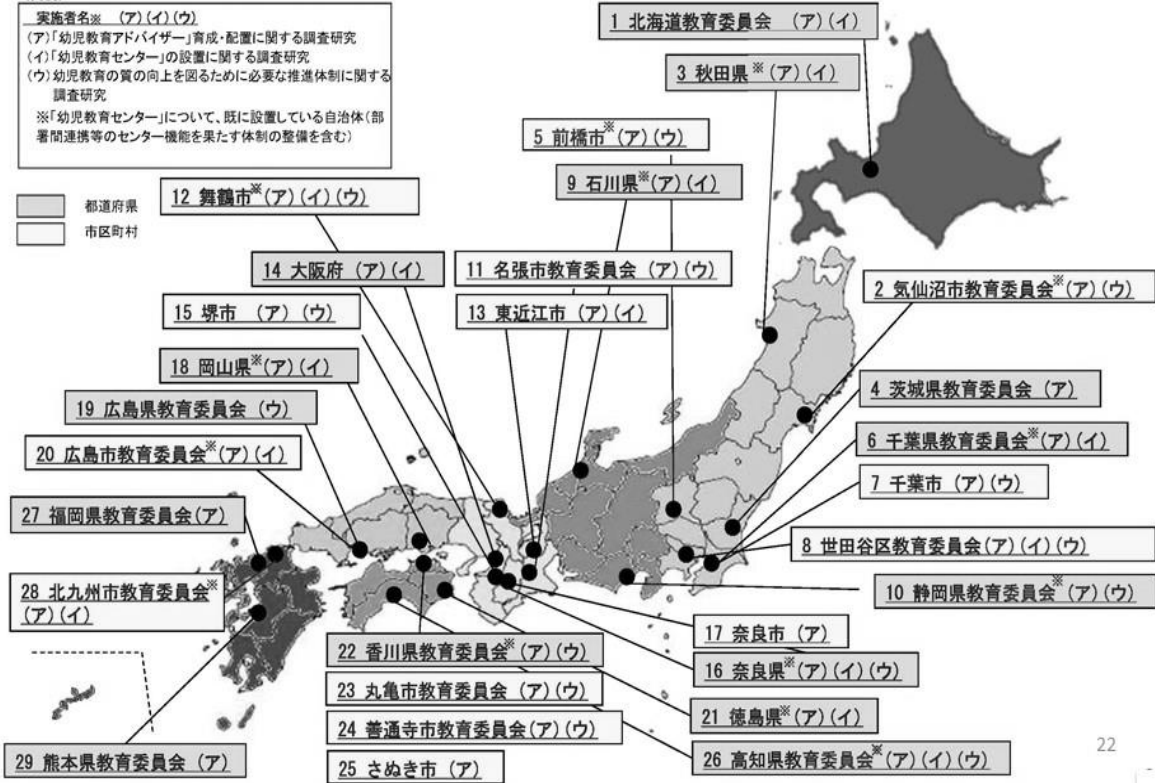 実施者名※ (ア)(イ)(ウ)
(ア)「幼児教育アドバイザー」育成・配置に関する調査研究
(イ)「幼児教育センター」の設置に関する調査研究
(ウ)幼児教育の質の向上を図るために必要な推進体制に関する
調査研究
※「幼児教育センター」について、既に設置している自治体(部
署間連携等のセンター機能を果たす体制の整備を含む)
都道府県
市区町村
1 北海道教育委員会 (ア)(イ)
3 秋田県※(ア)(イ)
5 前橋市※(ア)(ウ)
9 石川県※(ア)(イ)
12 舞鶴市※(ア)(イ)(ウ)
14 大阪府 (ア)(イ)
11 名張市教育委員会 (ア)(ウ)
2 気仙沼市教育委員会※(ア)(ウ)
15 堺市 (ア)(ウ)
13 東近江市 (ア)(イ)
18 岡山県※(ア)(イ)
4 茨城県教育委員会 (ア)
19 広島県教育委員会 (ウ)
6 千葉県教育委員会※(ア)(イ)
20 広島市教育委員会※(ア)(イ)
7 千葉市 (ア)(ウ)
27 福岡県教育委員会(ア)
8 世田谷区教育委員会(ア)(イ)(ウ)
28 北九州市教育委員会※
(ア)(イ)
10 静岡県教育委員会※(ア)(ウ)
17 奈良市 (ア)
22 香川県教育委員会※(ア)(ウ)
16 奈良県※(ア)(イ)(ウ)
23 丸亀市教育委員会 (ア)(ウ)
21 徳島県※(ア)(イ)
24 善通寺市教育委員会(ア)(ウ)
26 高知県教育委員会※(ア)(イ)(ウ)
29 熊本県教育委員会 (ア)
25 さぬき市 (ア)
22